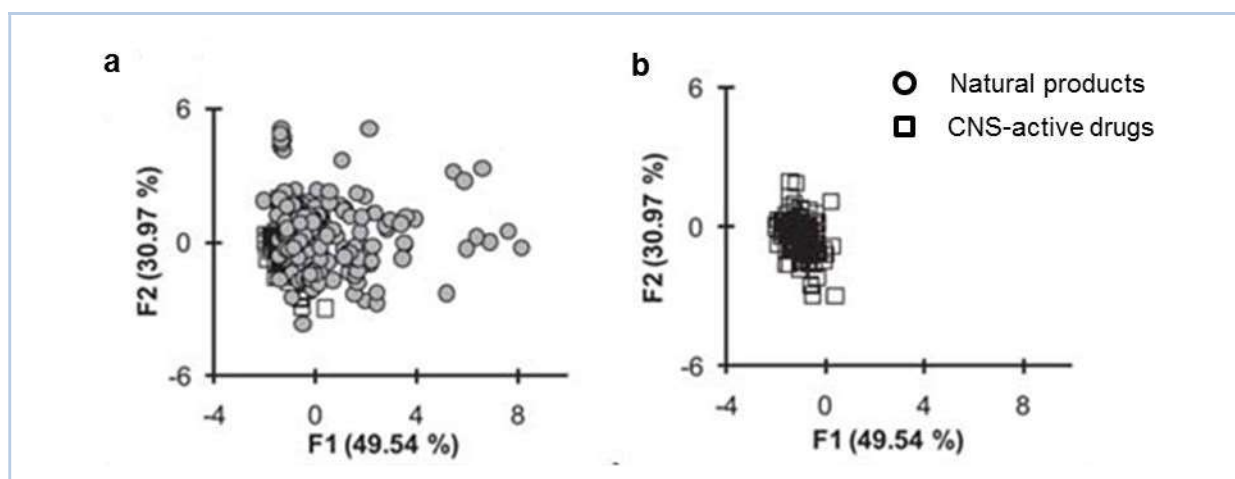 a
6
0
-6
-4 0 4 8
F2 (30.97 %)
F1 (49.54 %)
b
6
0
-6
-4 0 4 8
F2 (30.97 %)
F1 (49.54 %)
Natural products
CNS-active drugs